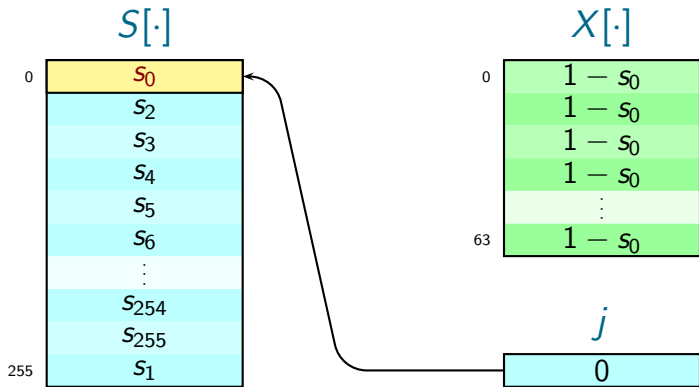 S[·]
0 s₀
s₂
s₃
s₄
s₅
s₆
⋮
s₂₅₄
s₂₅₅
255 s₁
X[·]
0 1 − s₀
1 − s₀
1 − s₀
1 − s₀
⋮
63 1 − s₀
j
0